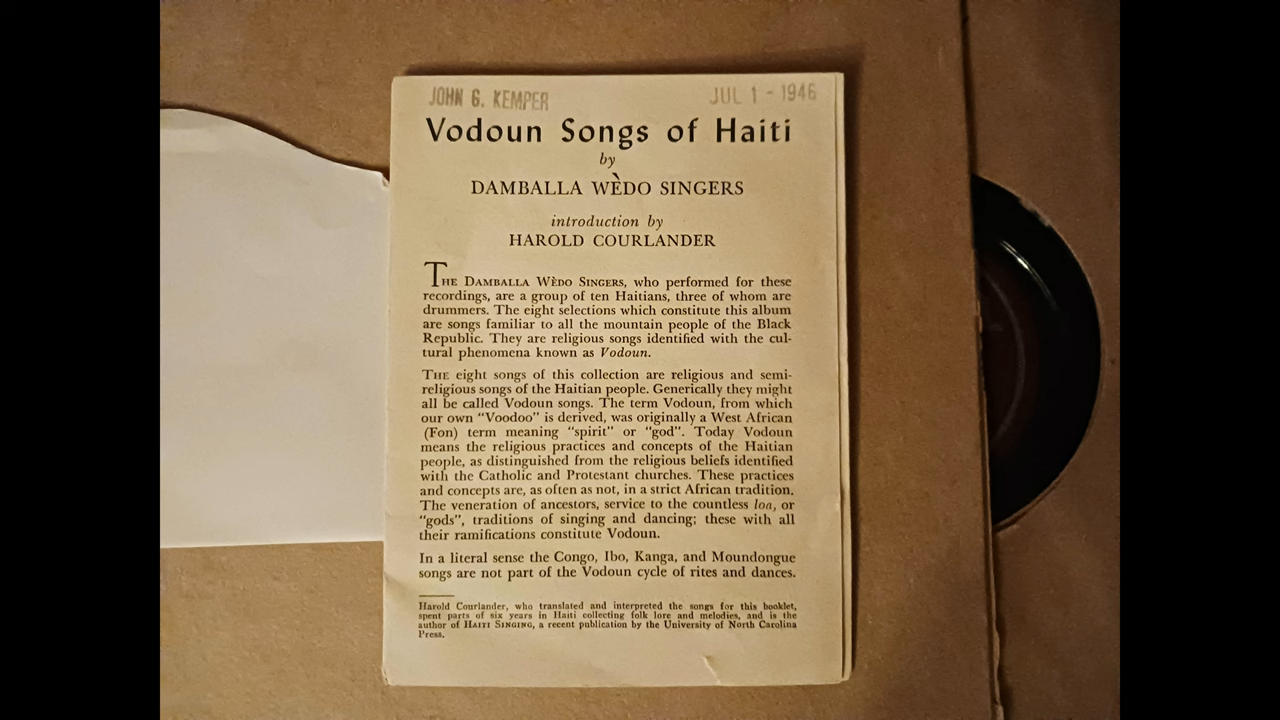 JOHN G. KEMPER JUL 1 - 1946
Vodoun Songs of Haiti
by
DAMBALLA WÈDO SINGERS
introduction by
HAROLD COURLANDER
THE DAMBALLA WÈDO SINGERS, who performed for these
recordings, are a group of ten Haitians, three of whom are
drummers. The eight selections which constitute this album
are songs familiar to all the mountain people of the Black
Republic. They are religious songs identified with the cul-
tural phenomena known as Vodoun.
THE eight songs of this collection are religious and semi-
religious songs of the Haitian people. Generically they might
all be called Vodoun songs. The term Vodoun, from which
our own “Voodoo” is derived, was originally a West African
(Fon) term meaning “spirit” or “god”. Today Vodoun
means the religious practices and concepts of the Haitian
people, as distinguished from the religious beliefs identified
with the Catholic and Protestant churches. These practices
and concepts are, as often as not, in a strict African tradition.
The veneration of ancestors, service to the countless loa, or
“gods”, traditions of singing and dancing; these with all
their ramifications constitute Vodoun.
In a literal sense the Congo, Ibo, Kanga, and Moundongue
songs are not part of the Vodoun cycle of rites and dances.
Harold Courlander, who translated and interpreted the songs for this booklet,
spent parts of six years in Haiti collecting folk lore and melodies, and is the
author of HAITI SINGING, a recent publication by the University of North Carolina
Press.